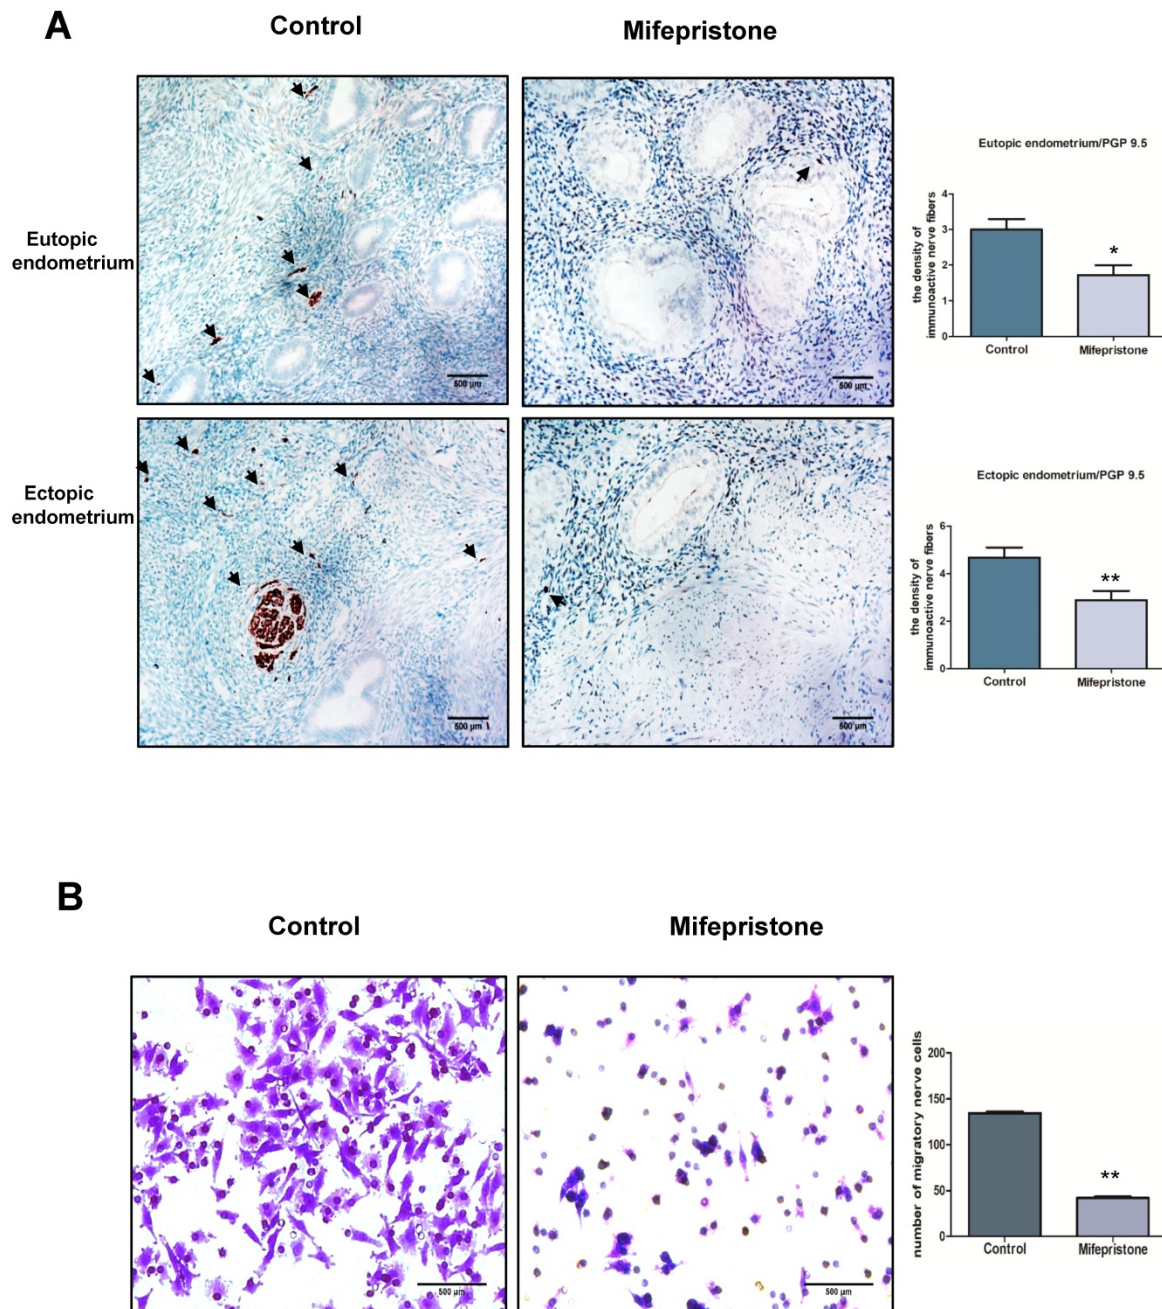 A
Control
Mifepristone
Eutopic
endometrium
500 µm
500 µm
Eutopic endometrium/PGP 9.5
the density of
immunoactive nerve fibers
4
3
2
1
0
*
Control
Mifepristone
Ectopic
endometrium
500 µm
500 µm
Ectopic endometrium/PGP 9.5
the density of
immunoactive nerve fibers
6
4
2
0
**
Control
Mifepristone
B
Control
Mifepristone
500 µm
500 µm
number of migratory nerve cells
200
150
100
50
0
**
Control
Mifepristone